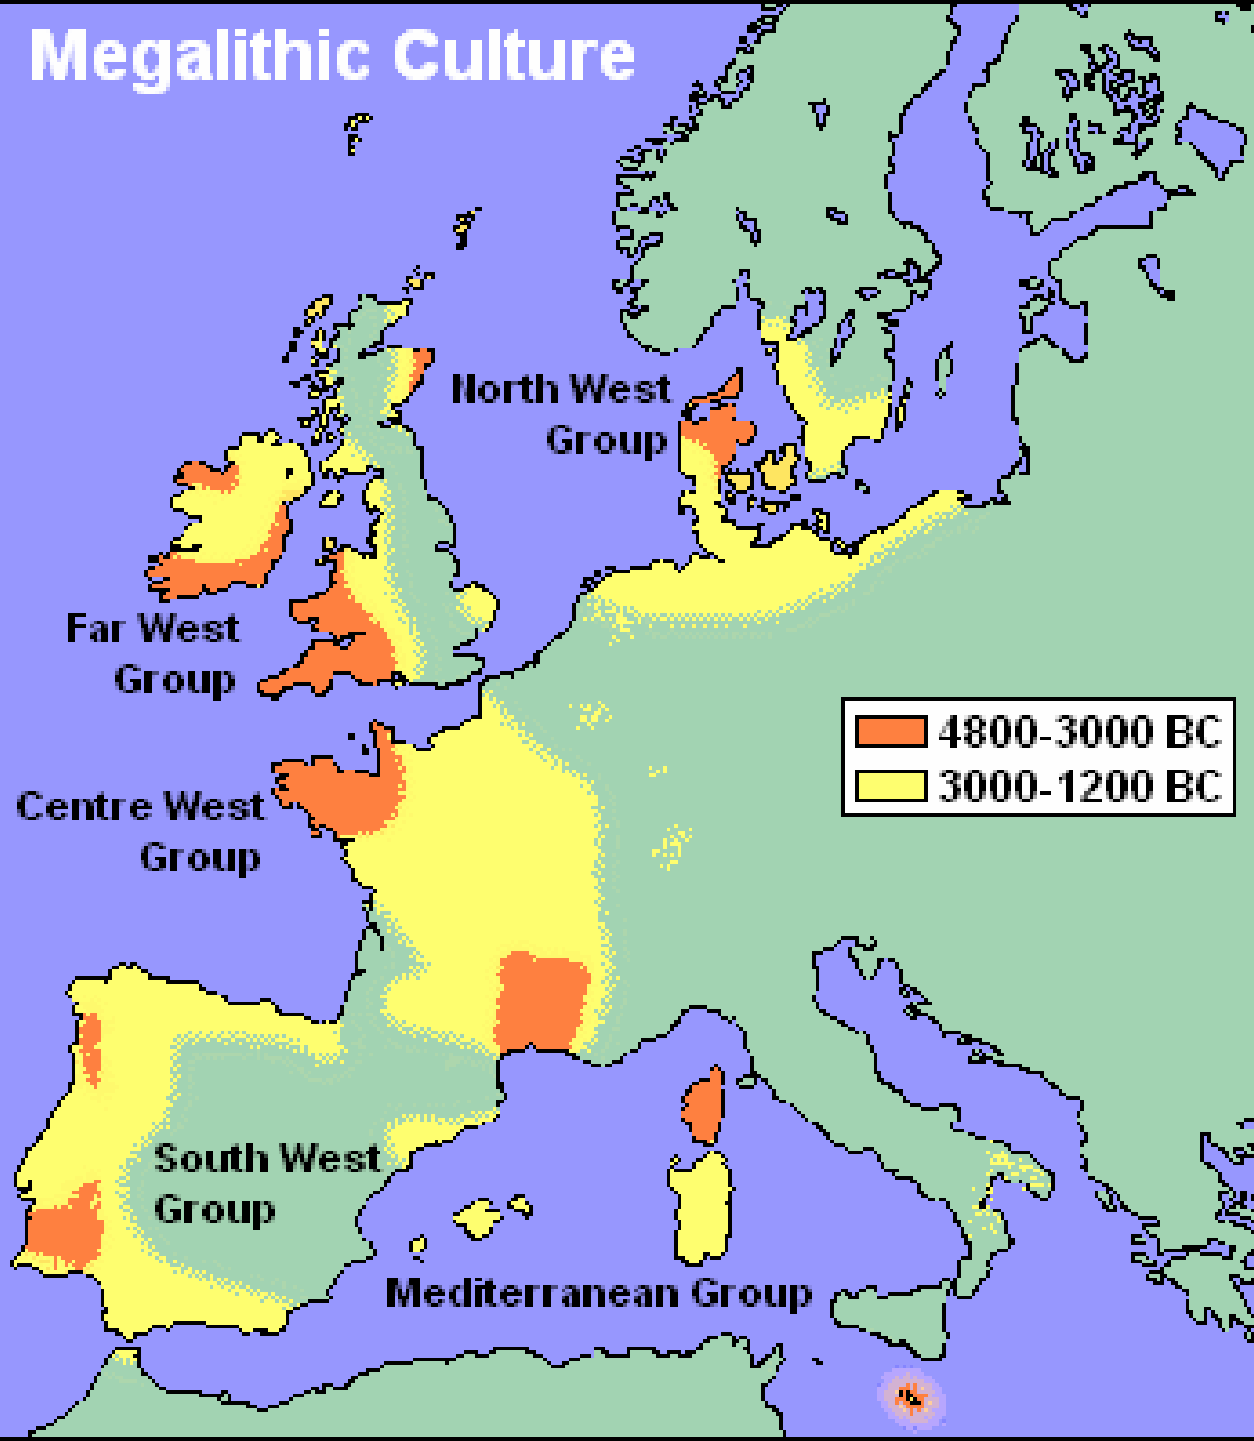 Megalithic Culture
North West
Group
Far West
Group
4800-3000 BC
3000-1200 BC
Centre West
Group
South West
Group
Mediterranean Group